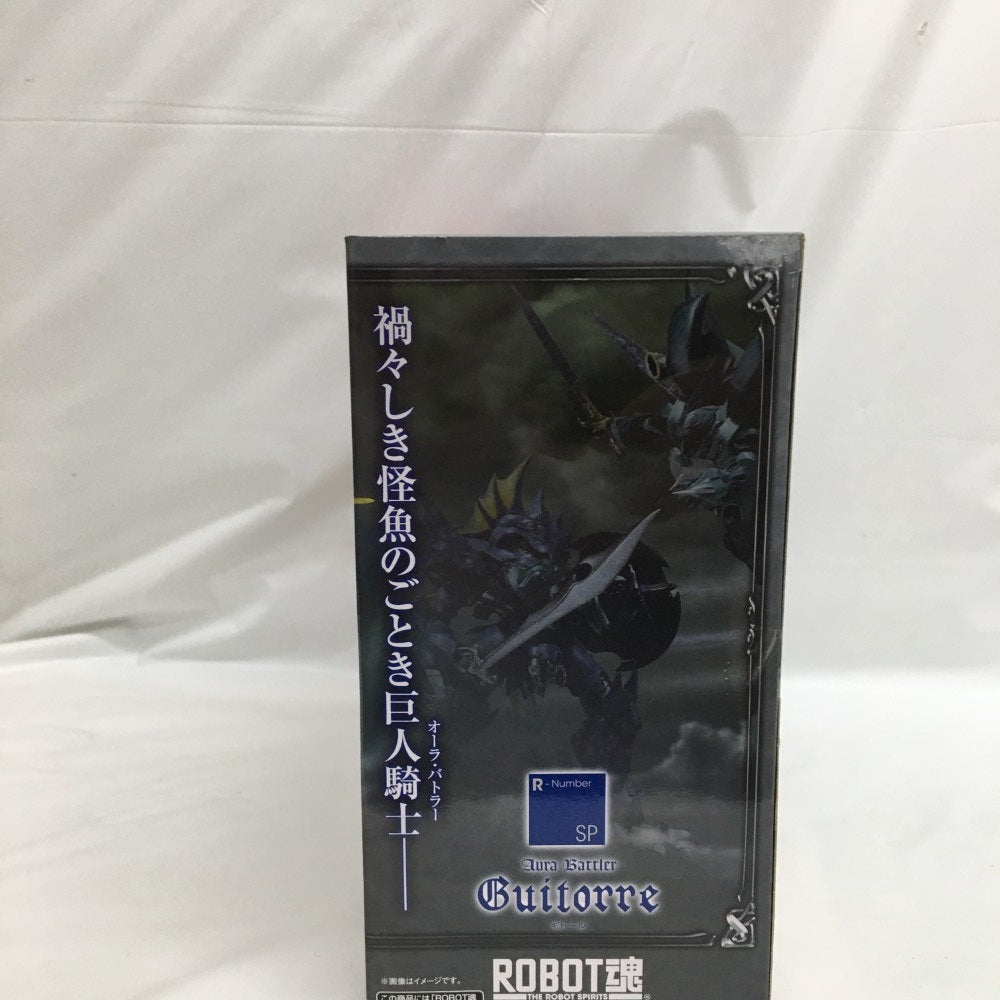 禍々しき怪魚のごとき巨人騎士――
オーラ・バトラー
R - Number
SP
Aura Battler
Guitorre
ギトール
※画像はイメージです。
この商品には「ROBOT魂
ROBOT魂
THE ROBOT SPIRITS
®